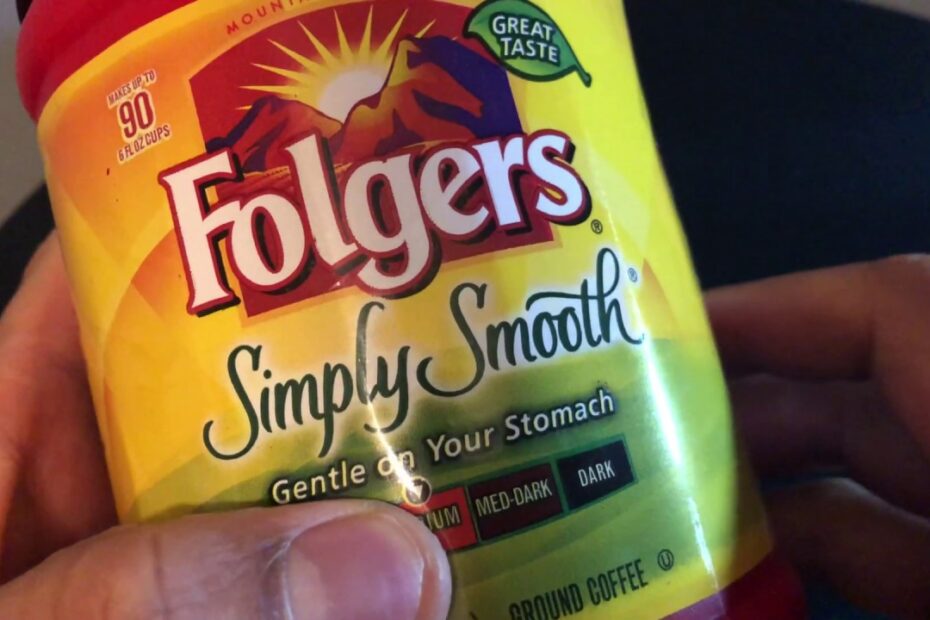 GREAT
TASTE
MAKES UP TO
90
6 FL OZ CUPS
Folgers®
Simply Smooth®
Gentle on Your Stomach
MED-DARK
DARK
GROUND COFFEE
U